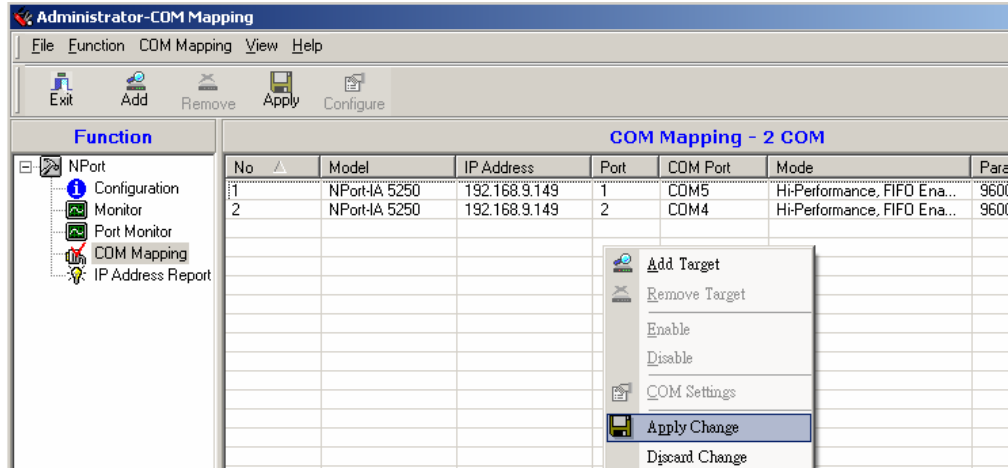 Administrator-COM Mapping
File Function COM Mapping View Help
Exit Add Remove Apply Configure
Function
COM Mapping - 2 COM
NPort
Configuration
Monitor
Port Monitor
COM Mapping
IP Address Report
No Model IP Address Port COM Port Mode Para
1 NPort-IA 5250 192.168.9.149 1 COM5 Hi-Performance, FIFO Ena... 9600
2 NPort-IA 5250 192.168.9.149 2 COM4 Hi-Performance, FIFO Ena... 9600
Add Target
Remove Target
Enable
Disable
COM Settings
Apply Change
Discard Change